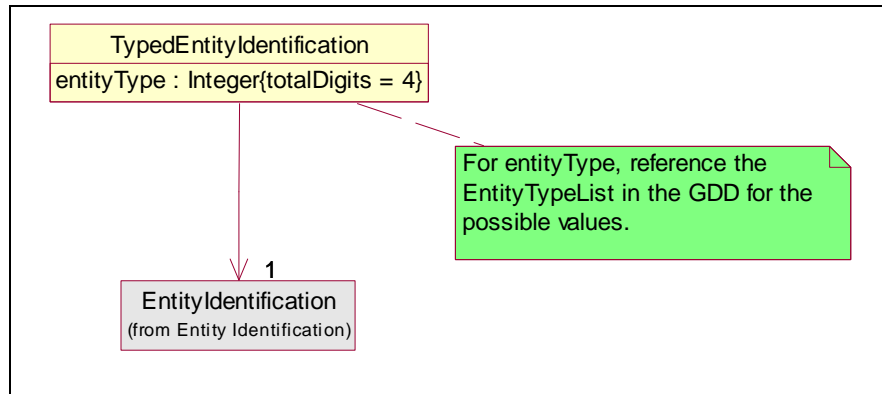 TypedEntityIdentification
entityType : Integer{totalDigits = 4}
For entityType, reference the
EntityTypeList in the GDD for the
possible values.
1
EntityIdentification
(from Entity Identification)